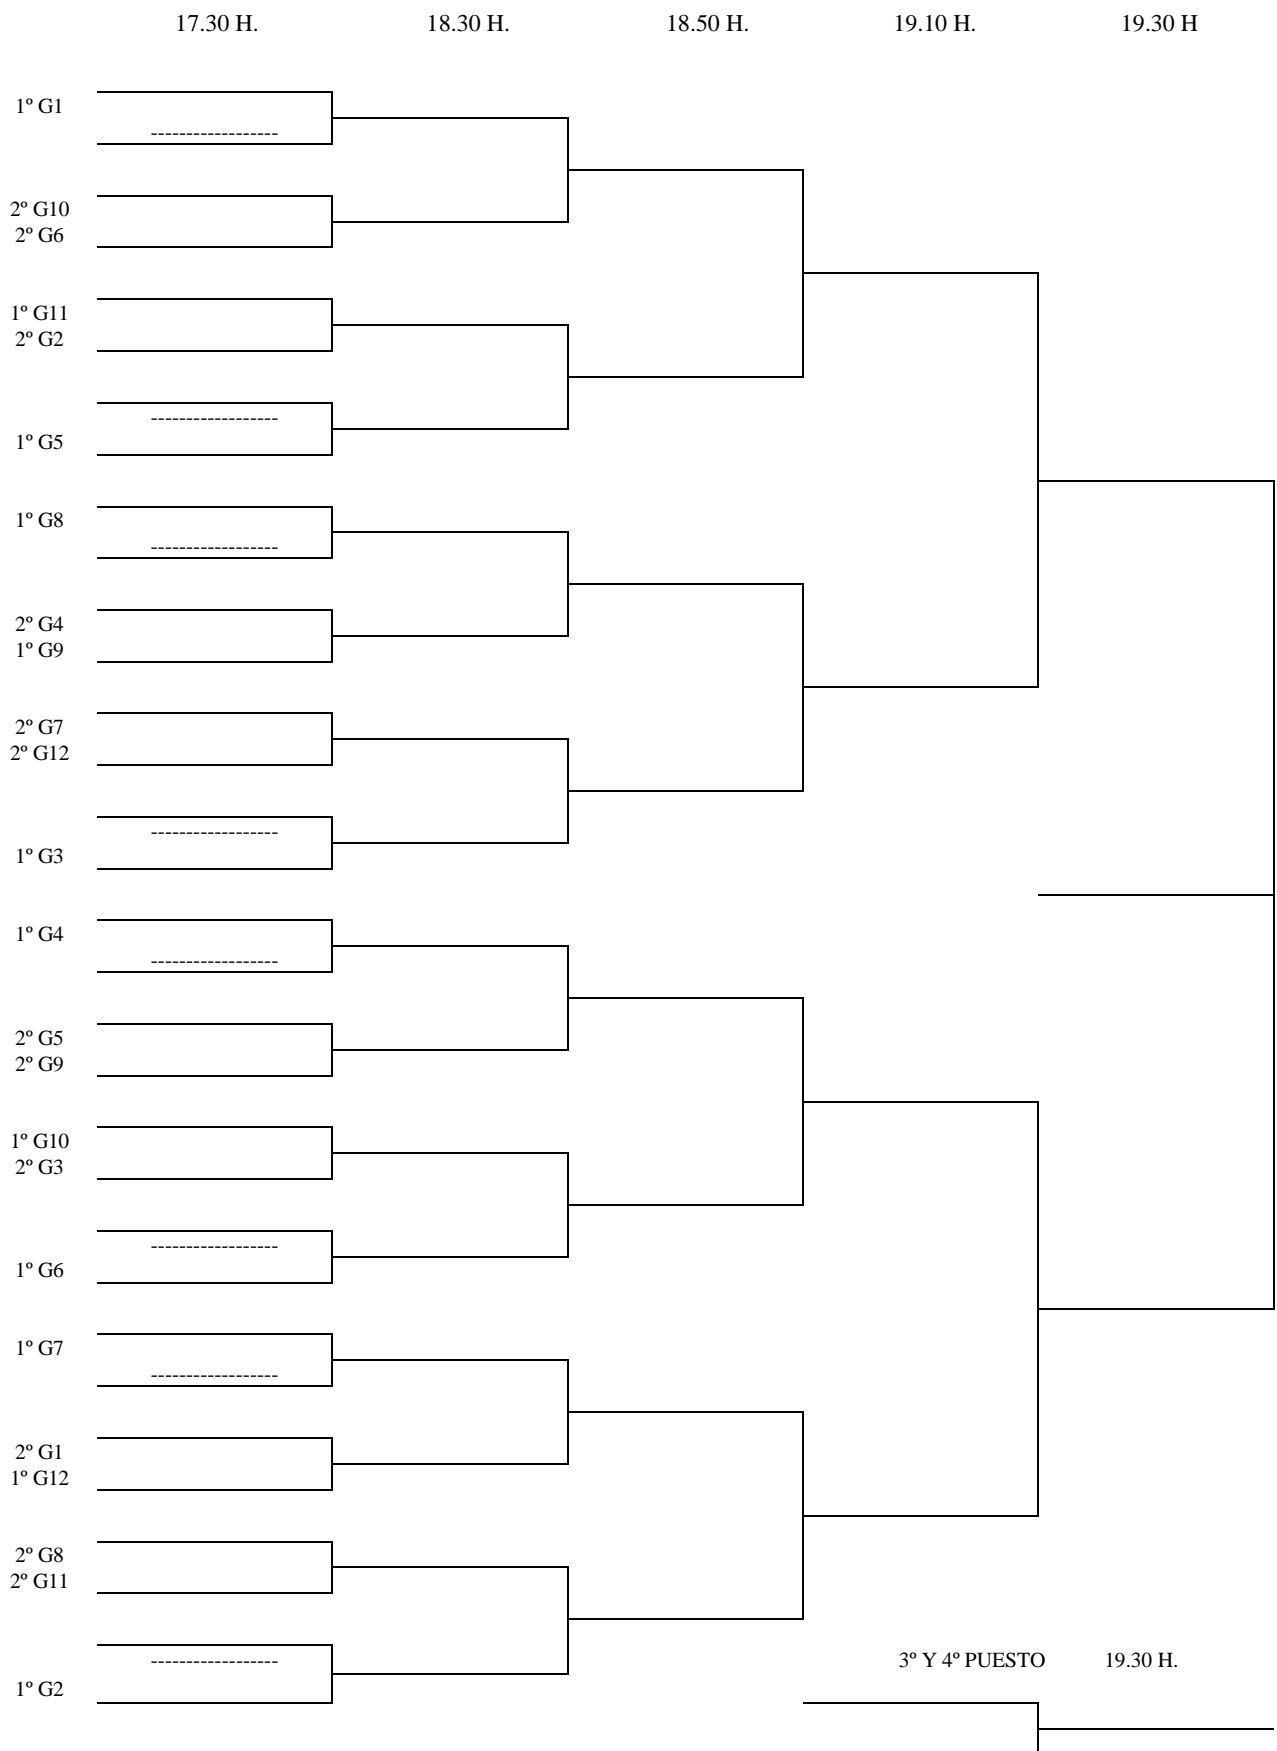 17.30 H. 18.30 H. 18.50 H. 19.10 H. 19.30 H
1º G1
------------------
2º G10
2º G6
1º G11
2º G2
------------------
1º G5
1º G8
------------------
2º G4
1º G9
2º G7
2º G12
------------------
1º G3
1º G4
------------------
2º G5
2º G9
1º G10
2º G3
------------------
1º G6
1º G7
------------------
2º G1
1º G12
2º G8
2º G11
------------------
3º Y 4º PUESTO 19.30 H.
1º G2